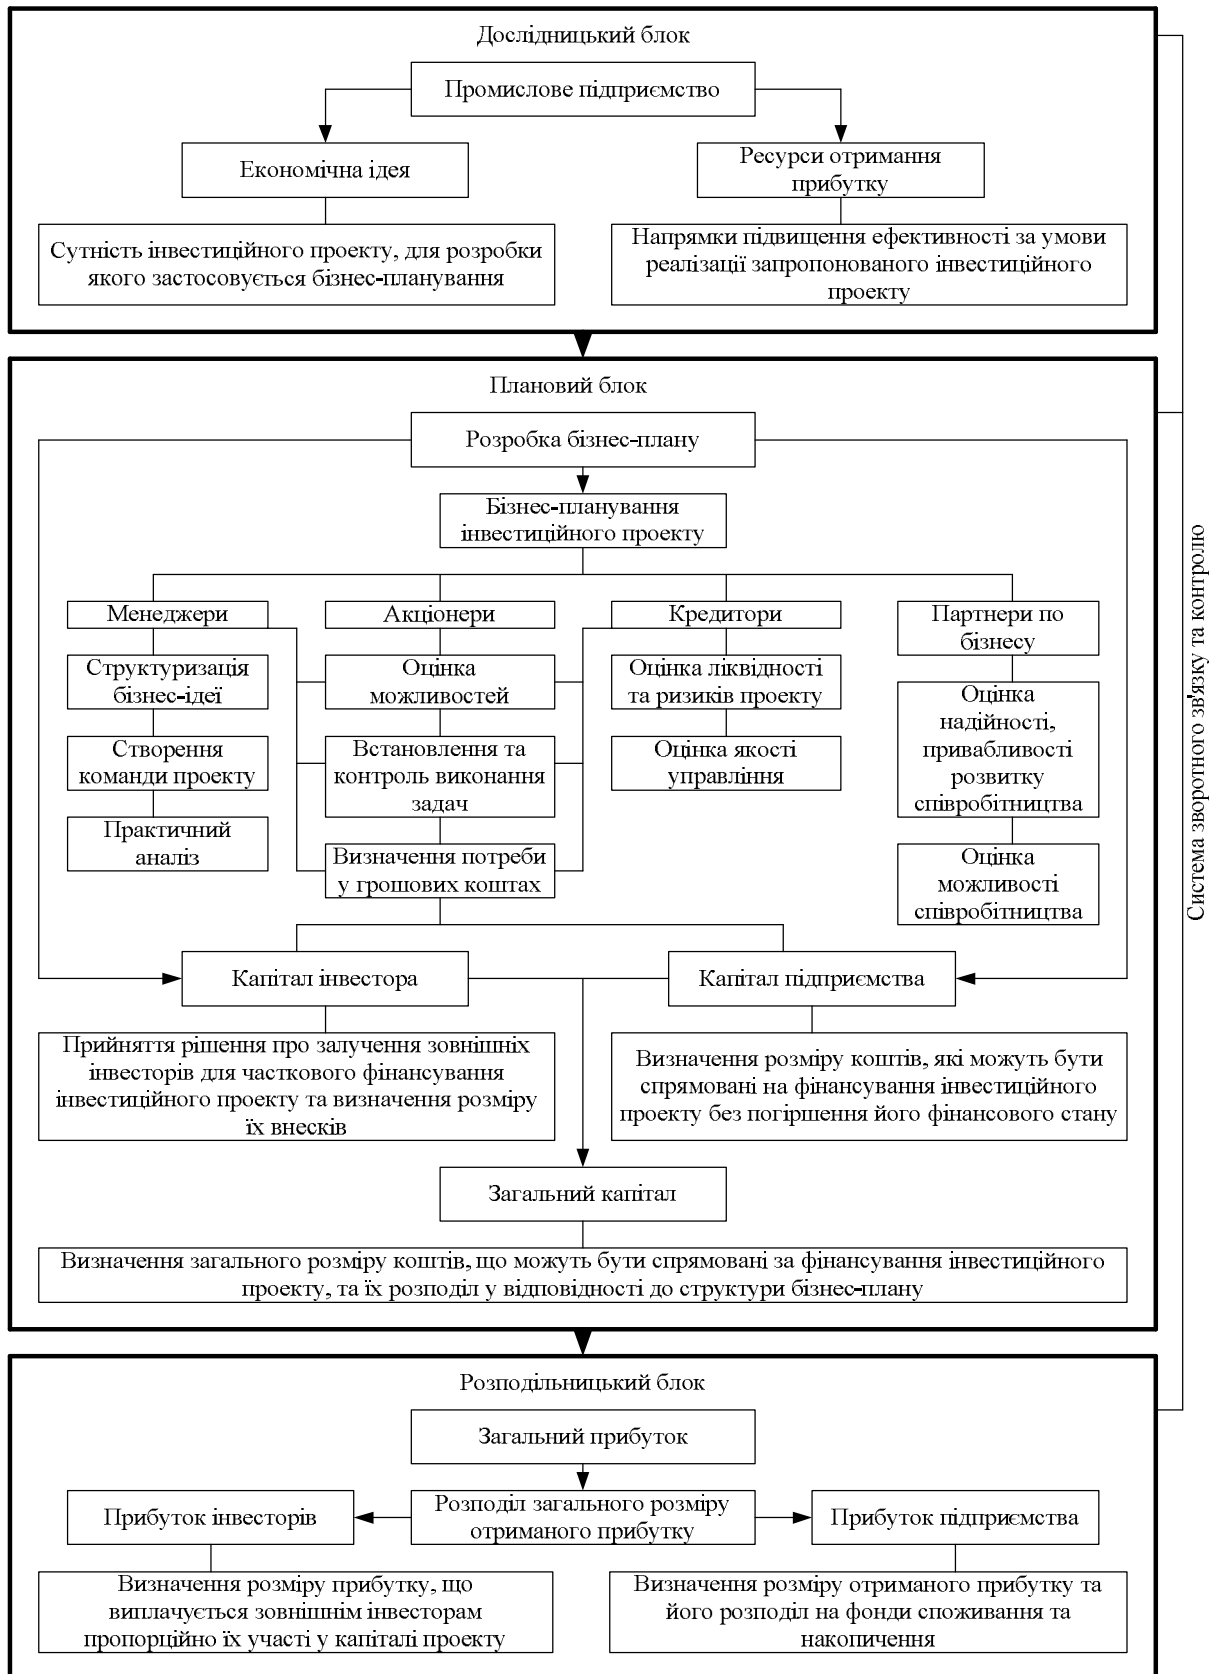 Дослідницький блок
Промислове підприємство
Економічна ідея
Ресурси отримання
прибутку
Сутність інвестиційного проекту, для розробки
якого застосовується бізнес-планування
Напрямки підвищення ефективності за умови
реалізації запропонованого інвестиційного
проекту
Плановий блок
Розробка бізнес-плану
Бізнес-планування
інвестиційного проекту
Менеджери
Структуризація
бізнес-ідеї
Створення
команди проекту
Практичний
аналіз
Акціонери
Оцінка
можливостей
Встановлення та
контроль виконання
задач
Визначення потреби
у грошових коштах
Кредитори
Оцінка ліквідності
та ризиків проекту
Оцінка якості
управління
Партнери по
бізнесу
Оцінка
надійності,
привабливості
розвитку
співробітництва
Оцінка
можливості
співробітництва
Капітал інвестора
Капітал підприємства
Прийняття рішення про залучення зовнішніх
інвесторів для часткового фінансування
інвестиційного проекту та визначення розміру
їх внесків
Визначення розміру коштів, які можуть бути
спрямовані на фінансування інвестиційного
проекту без погіршення його фінансового стану
Загальний капітал
Визначення загального розміру коштів, що можуть бути спрямовані за фінансування інвестиційного
проекту, та їх розподіл у відповідності до структури бізнес-плану
Розподільницький блок
Загальний прибуток
Прибуток інвесторів
Розподіл загального розміру
отриманого прибутку
Прибуток підприємства
Визначення розміру прибутку, що
виплачується зовнішнім інвесторам
пропорційно їх участі у капіталі проекту
Визначення розміру отриманого прибутку та
його розподіл на фонди споживання та
накопичення
Система зворотного зв'язку та контролю